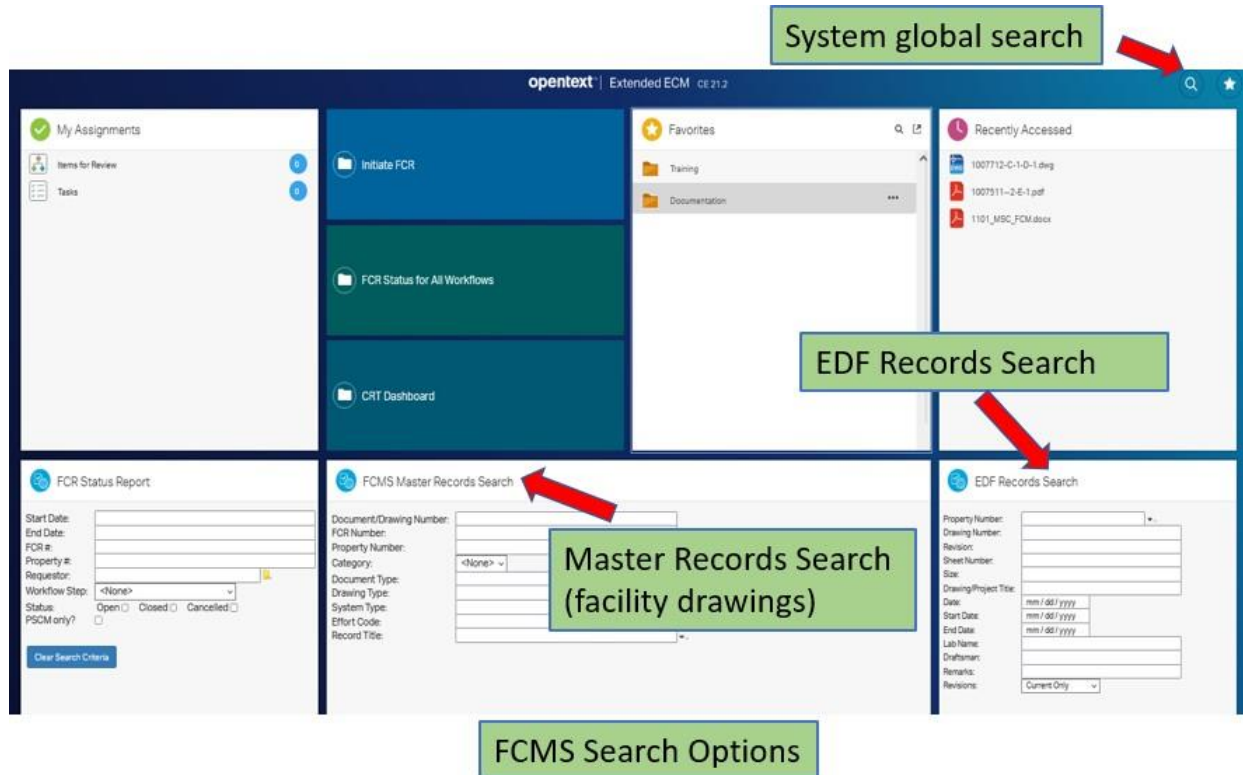 System global search
opentext™ | Extended ECM CE 21.2
My Assignments
Items for Review 0
Tasks 0
Initiate FCR
FCR Status for All Workflows
CRT Dashboard
Favorites
Training
Documentation
Recently Accessed
1007712-C-1-D-1.dwg
1007511--2-E-1.pdf
1101_MSC_FCM.docx
EDF Records Search
FCR Status Report
Start Date:
End Date:
FCR #:
Property #:
Requestor:
Workflow Step: <None>
Status: Open Closed Cancelled
PSCM only?
Clear Search Criteria
FCMS Master Records Search
Document/Drawing Number:
FCR Number:
Property Number:
Category: <None>
Document Type:
Drawing Type:
System Type:
Effort Code:
Record Title:
Master Records Search
(facility drawings)
EDF Records Search
Property Number:
Drawing Number:
Revision:
Sheet Number:
Size:
Drawing/Project Title:
Date: mm / dd / yyyy
Start Date: mm / dd / yyyy
End Date: mm / dd / yyyy
Lab Name:
Draftsman:
Remarks:
Revisions: Current Only
FCMS Search Options